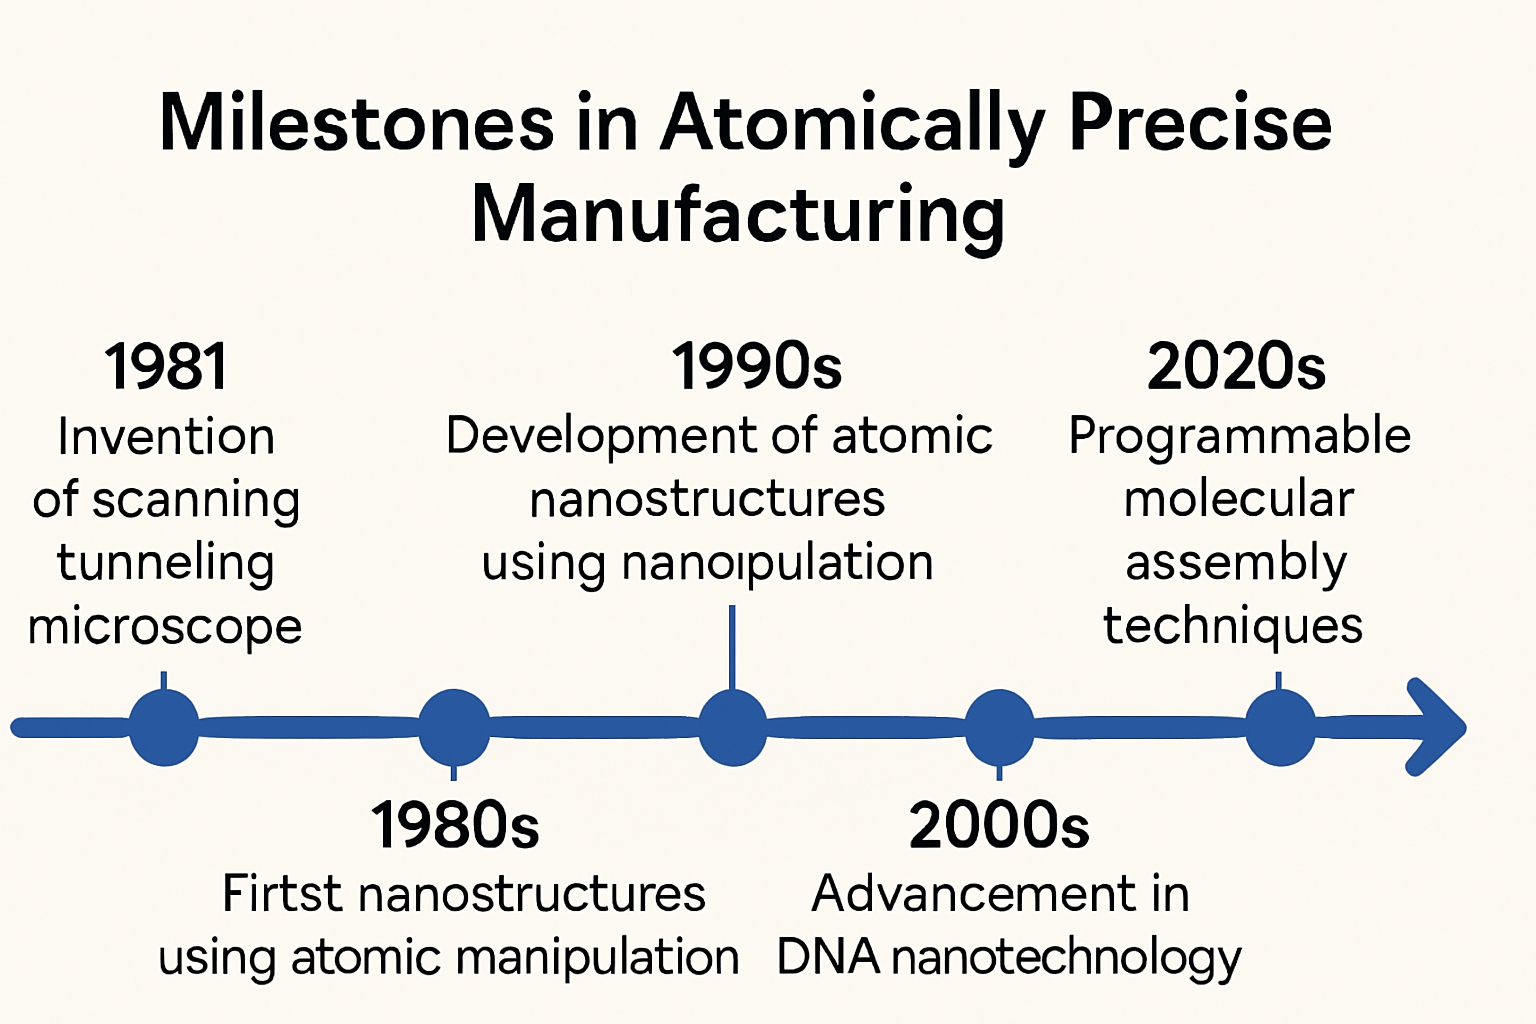 Milestones in Atomically Precise
Manufacturing
1981
Invention
of scanning
tunneling
microscope
1990s
Development of atomic
nanostructures
using nanoıpulation
2020s
Programmable
molecular
assembly
techniques
1980s
Firtst nanostructures
using atomic manipulation
2000s
Advancement in
DNA nanotechnology